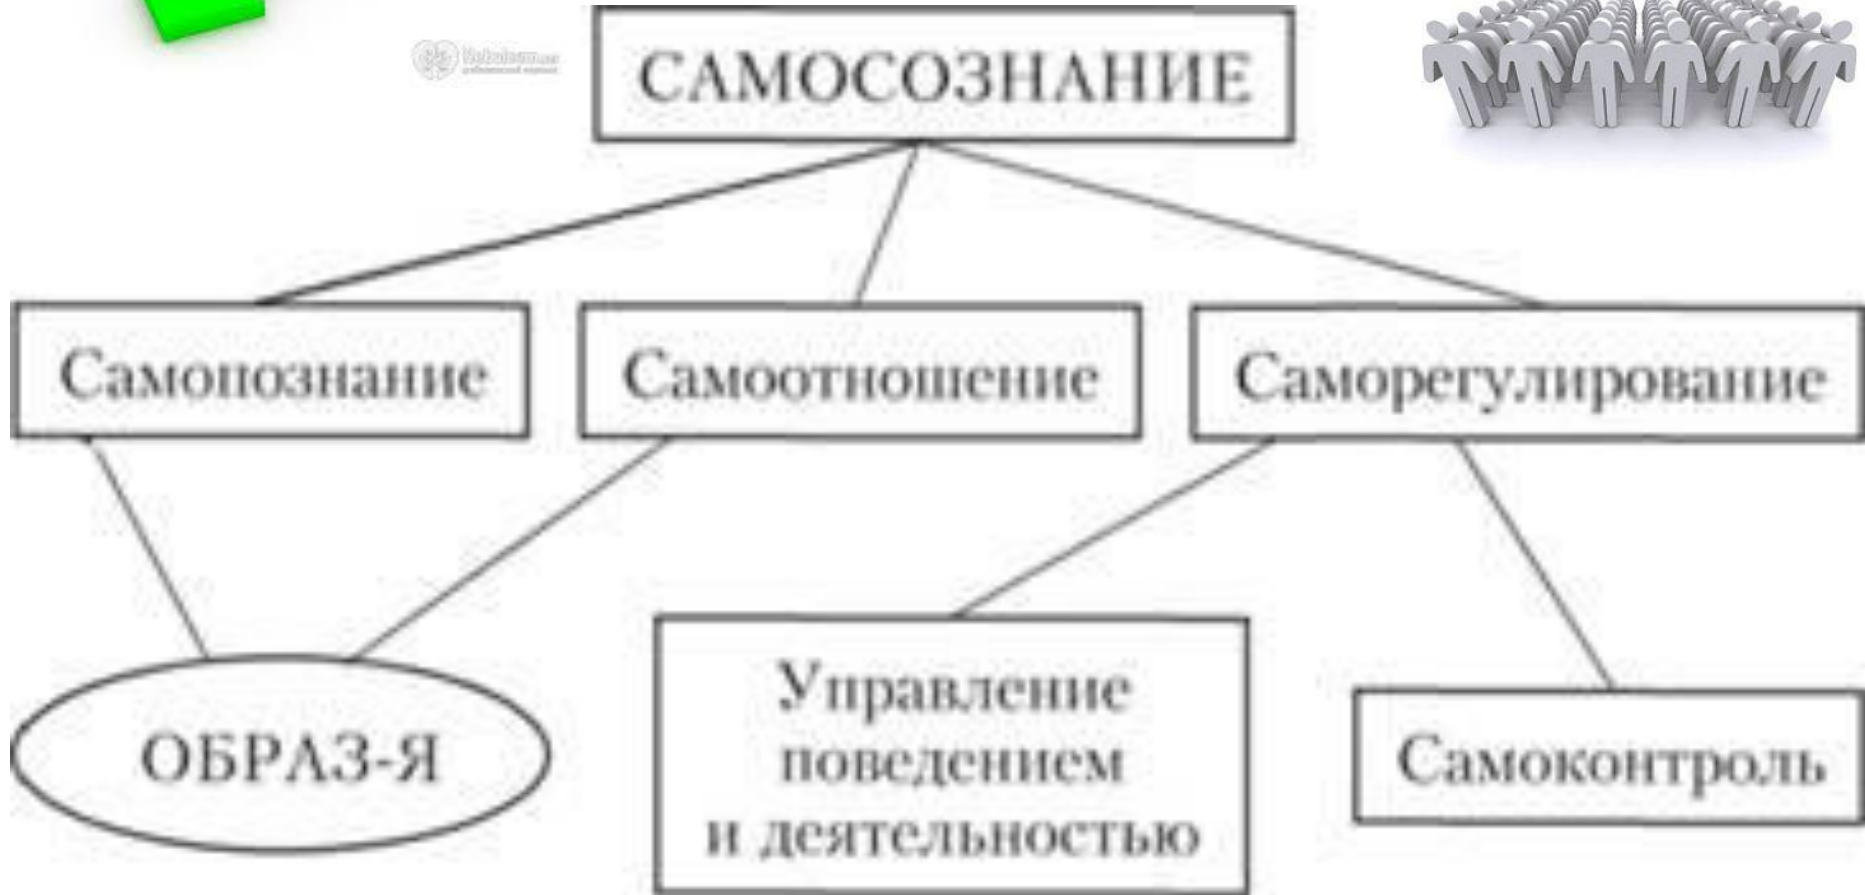 САМОСОЗНАНИЕ
Самопознание
Самоотношение
Саморегулирование
ОБРАЗ-Я
Управление
поведением
и деятельностью
Самоконтроль